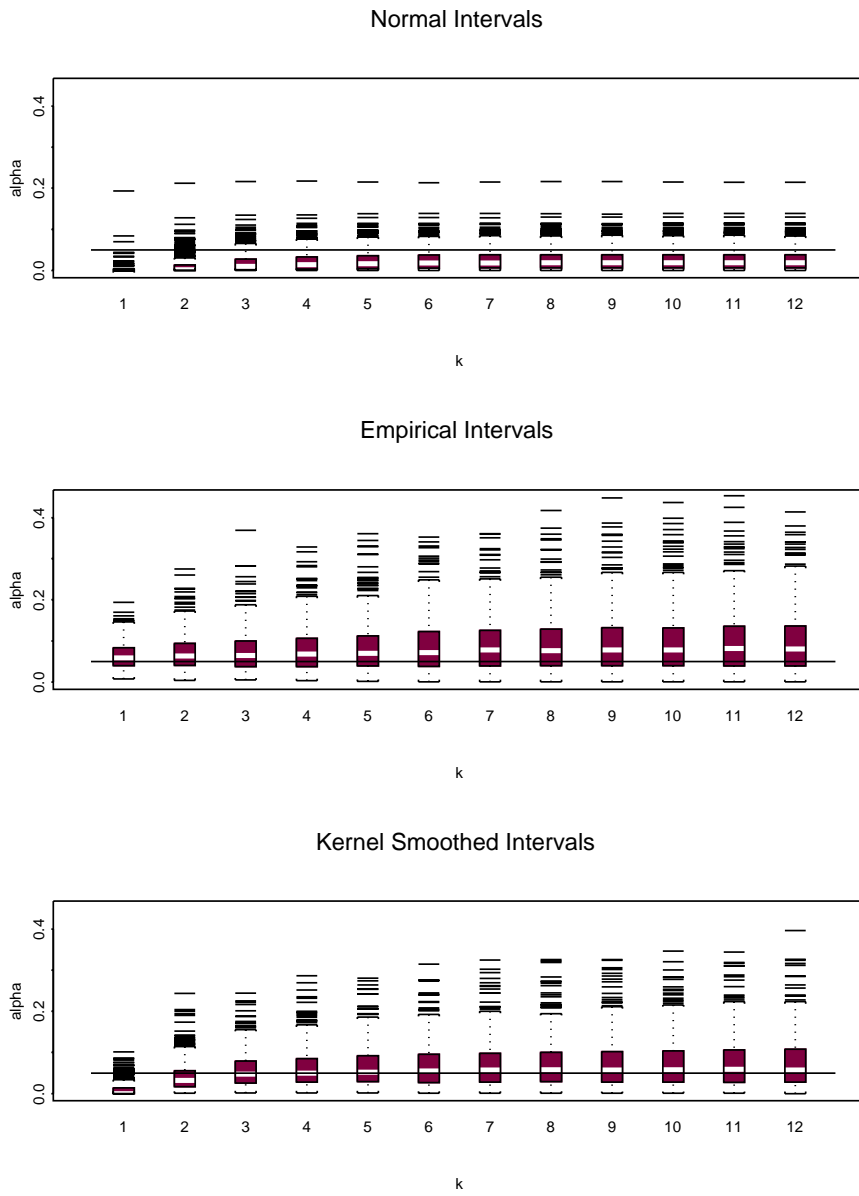 Normal Intervals
0.4
0.2
0.0
alpha
1 2 3 4 5 6 7 8 9 10 11 12
k
Empirical Intervals
0.4
0.2
0.0
alpha
1 2 3 4 5 6 7 8 9 10 11 12
k
Kernel Smoothed Intervals
0.4
0.2
0.0
alpha
1 2 3 4 5 6 7 8 9 10 11 12
k